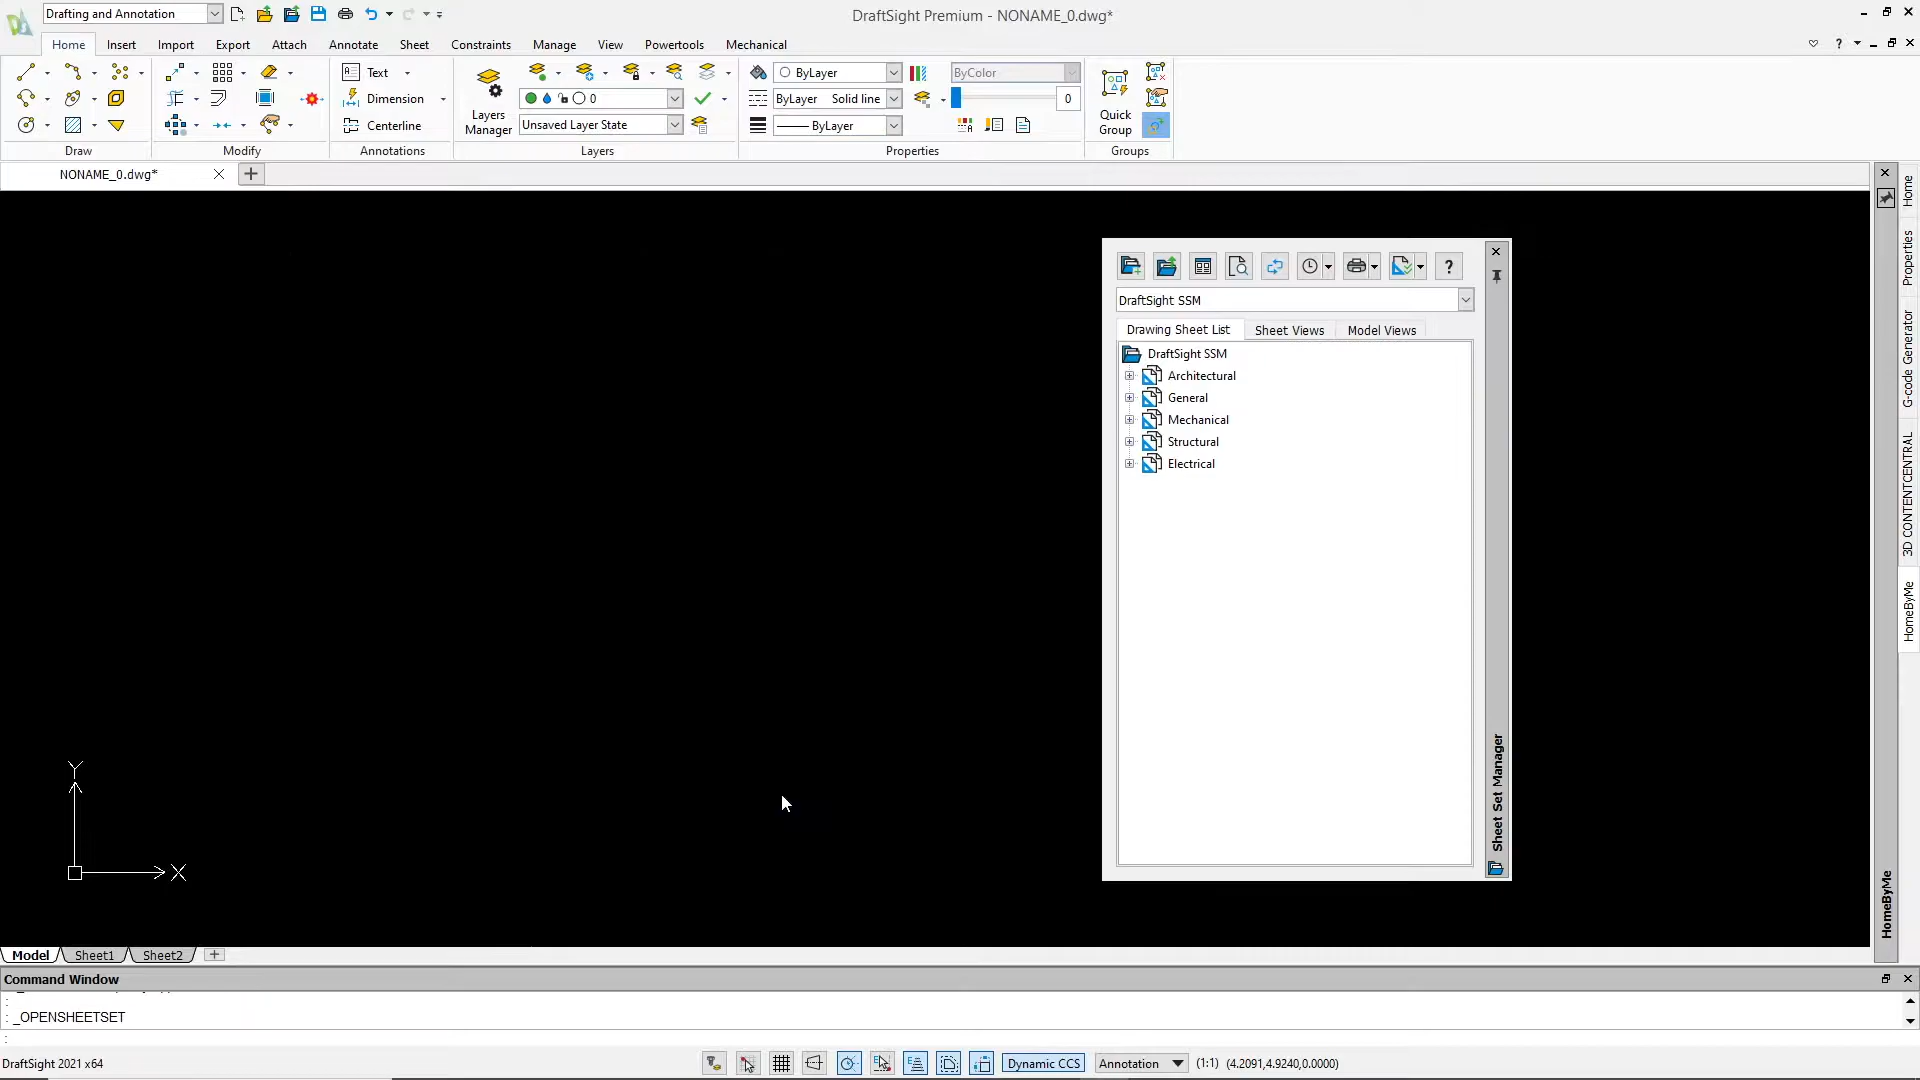 Drafting and Annotation
DraftSight Premium - NONAME_0.dwg*
Home Insert Import Export Attach Annotate Sheet Constraints Manage View Powertools Mechanical
?
Text
Dimension
Centerline
Layers
Manager
0
Unsaved Layer State
ByLayer
ByLayer Solid line
ByLayer
ByColor
0
Quick
Group
Draw Modify Annotations Layers Properties Groups
NONAME_0.dwg*
Home
Properties
G-code Generator
3D CONTENTCENTRAL
HomeByMe
HomeByMe
?
DraftSight SSM
Drawing Sheet List Sheet Views Model Views
DraftSight SSM
Architectural
General
Mechanical
Structural
Electrical
Sheet Set Manager
Y
X
Model Sheet1 Sheet2
Command Window
:
: _OPENSHEETSET
:
DraftSight 2021 x64
Dynamic CCS Annotation (1:1) (4.2091,4.9240,0.0000)